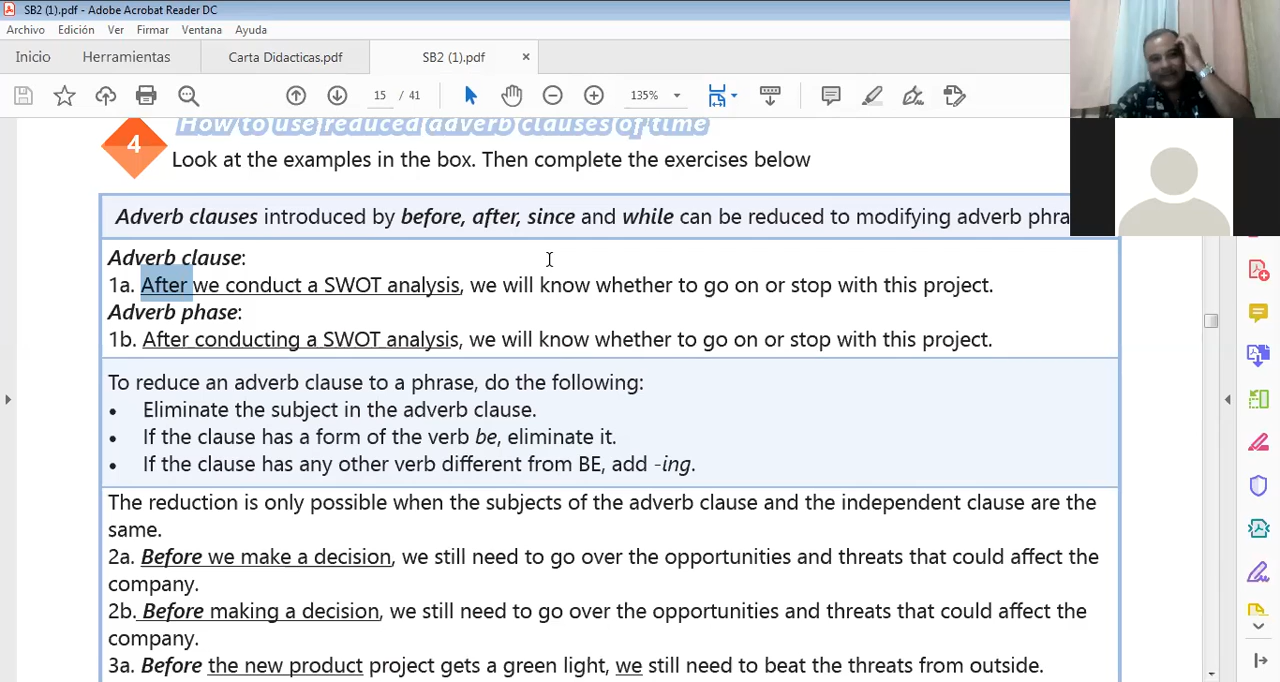 SB2 (1).pdf - Adobe Acrobat Reader DC
Archivo Edición Ver Firmar Ventana Ayuda
Inicio Herramientas Carta Didacticas.pdf SB2 (1).pdf ×
15 / 41 135%
4 How to use reduced adverb clauses of time
Look at the examples in the box. Then complete the exercises below
Adverb clauses introduced by before, after, since and while can be reduced to modifying adverb phra
Adverb clause:
1a. After we conduct a SWOT analysis, we will know whether to go on or stop with this project.
Adverb phase:
1b. After conducting a SWOT analysis, we will know whether to go on or stop with this project.
To reduce an adverb clause to a phrase, do the following:
• Eliminate the subject in the adverb clause.
• If the clause has a form of the verb be, eliminate it.
• If the clause has any other verb different from BE, add -ing.
The reduction is only possible when the subjects of the adverb clause and the independent clause are the
same.
2a. Before we make a decision, we still need to go over the opportunities and threats that could affect the
company.
2b. Before making a decision, we still need to go over the opportunities and threats that could affect the
company.
3a. Before the new product project gets a green light, we still need to beat the threats from outside.